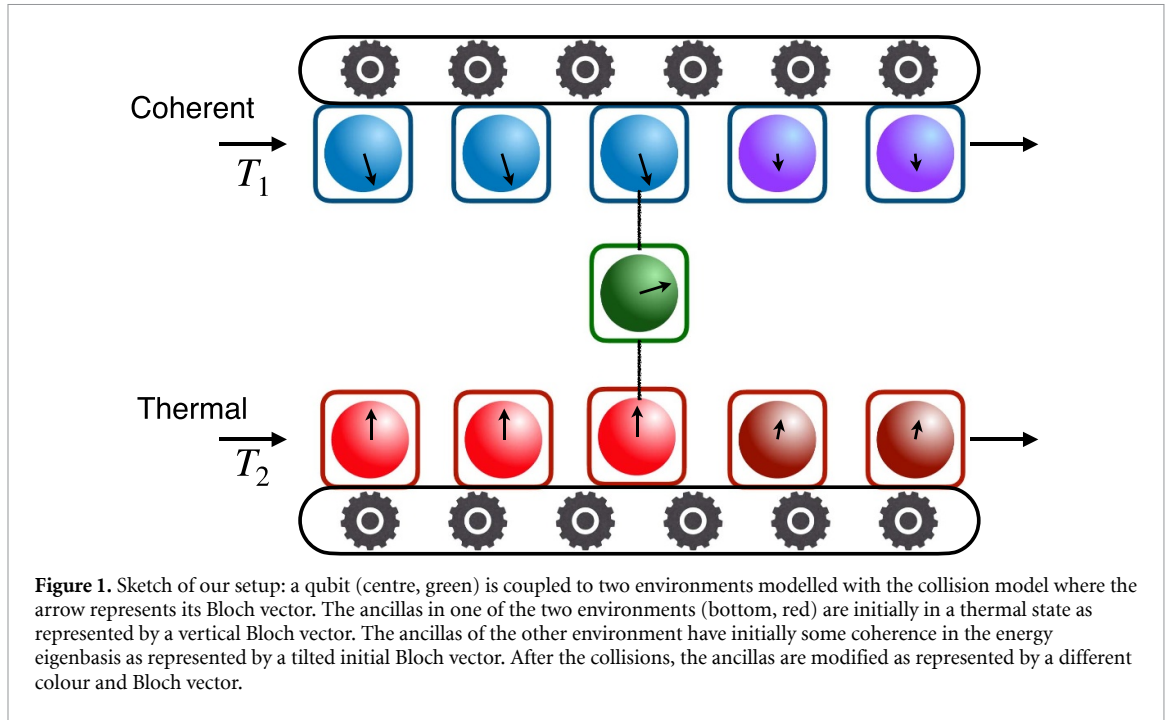 Coherent
T1
Thermal
T2
Figure 1. Sketch of our setup: a qubit (centre, green) is coupled to two environments modelled with the collision model where the
arrow represents its Bloch vector. The ancillas in one of the two environments (bottom, red) are initially in a thermal state as
represented by a vertical Bloch vector. The ancillas of the other environment have initially some coherence in the energy
eigenbasis as represented by a tilted initial Bloch vector. After the collisions, the ancillas are modified as represented by a different
colour and Bloch vector.